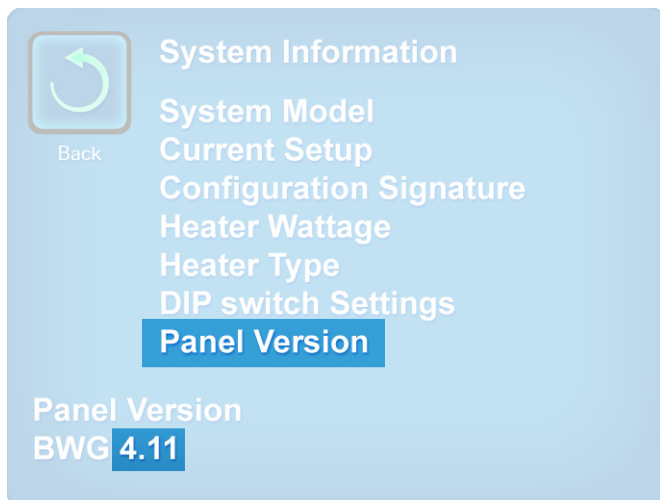 System Information
System Model
Back
Current Setup
Configuration Signature
Heater Wattage
Heater Type
DIP switch Settings
Panel Version
Panel Version
BWG 4.11